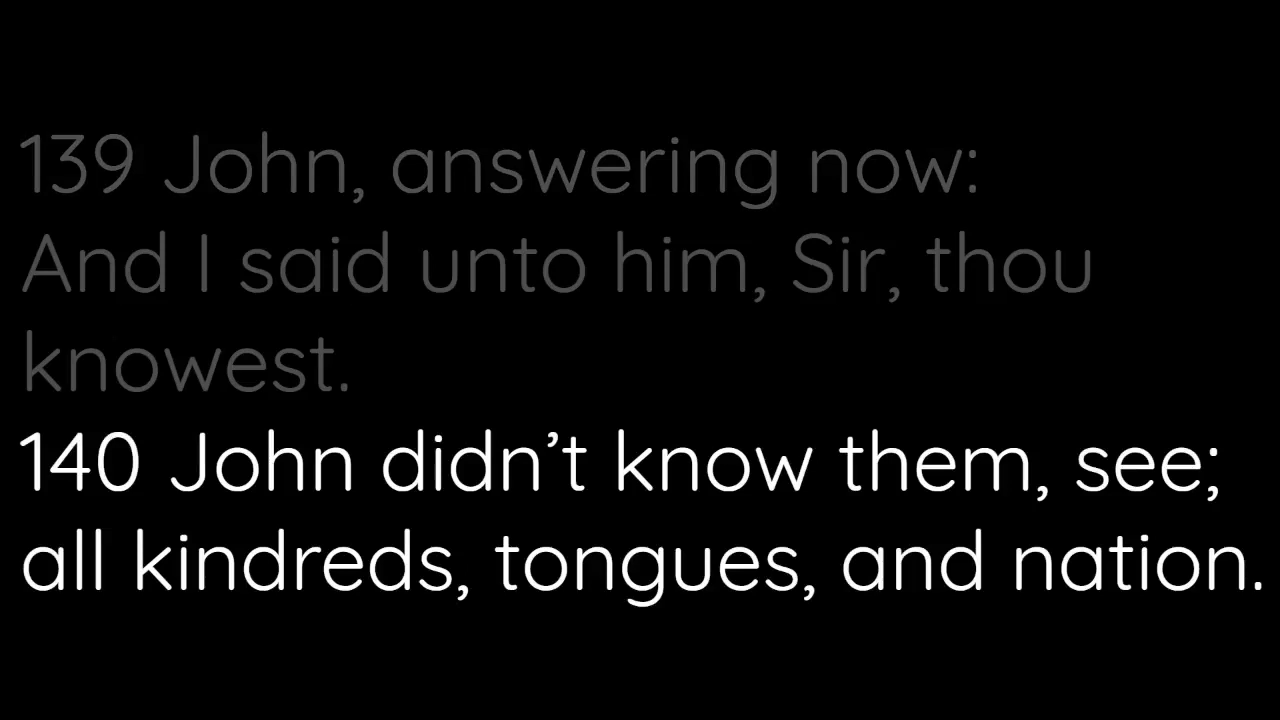 139 John, answering now:
And I said unto him, Sir, thou
knowest.
140 John didn’t know them, see;
all kindreds, tongues, and nation.